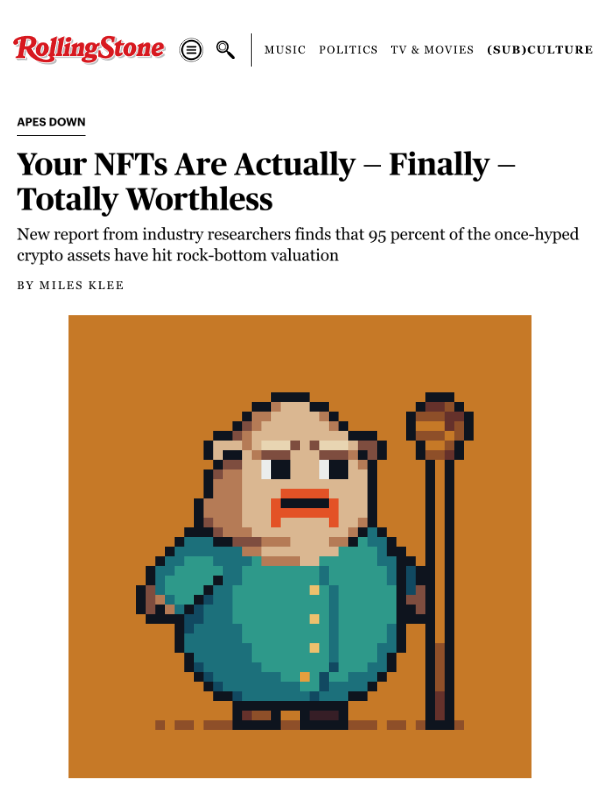 RollingStone
MUSIC POLITICS TV & MOVIES (SUB)CULTURE
APES DOWN
Your NFTs Are Actually — Finally —
Totally Worthless
New report from industry researchers finds that 95 percent of the once-hyped
crypto assets have hit rock-bottom valuation
BY MILES KLEE